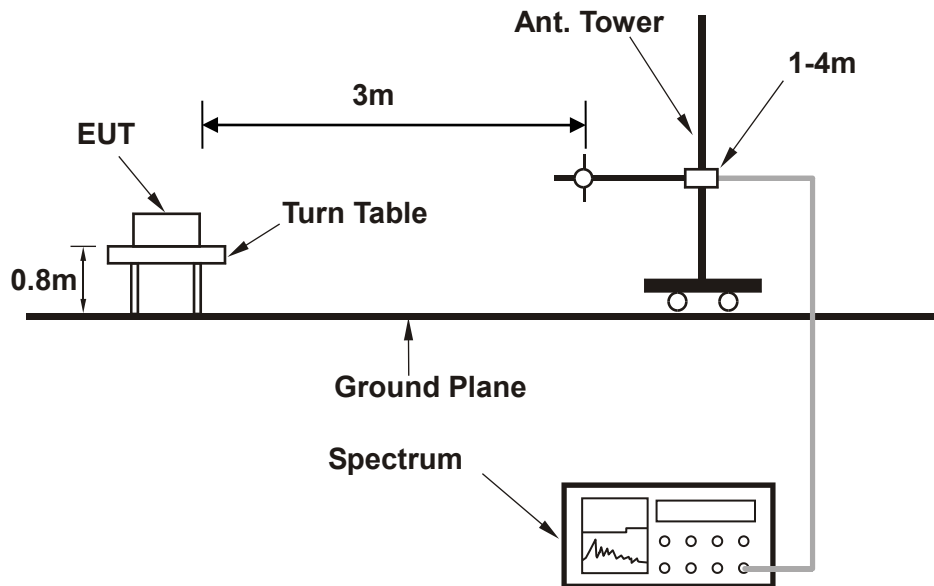 Ant. Tower
1-4m
3m
EUT
Turn Table
0.8m
Ground Plane
Spectrum